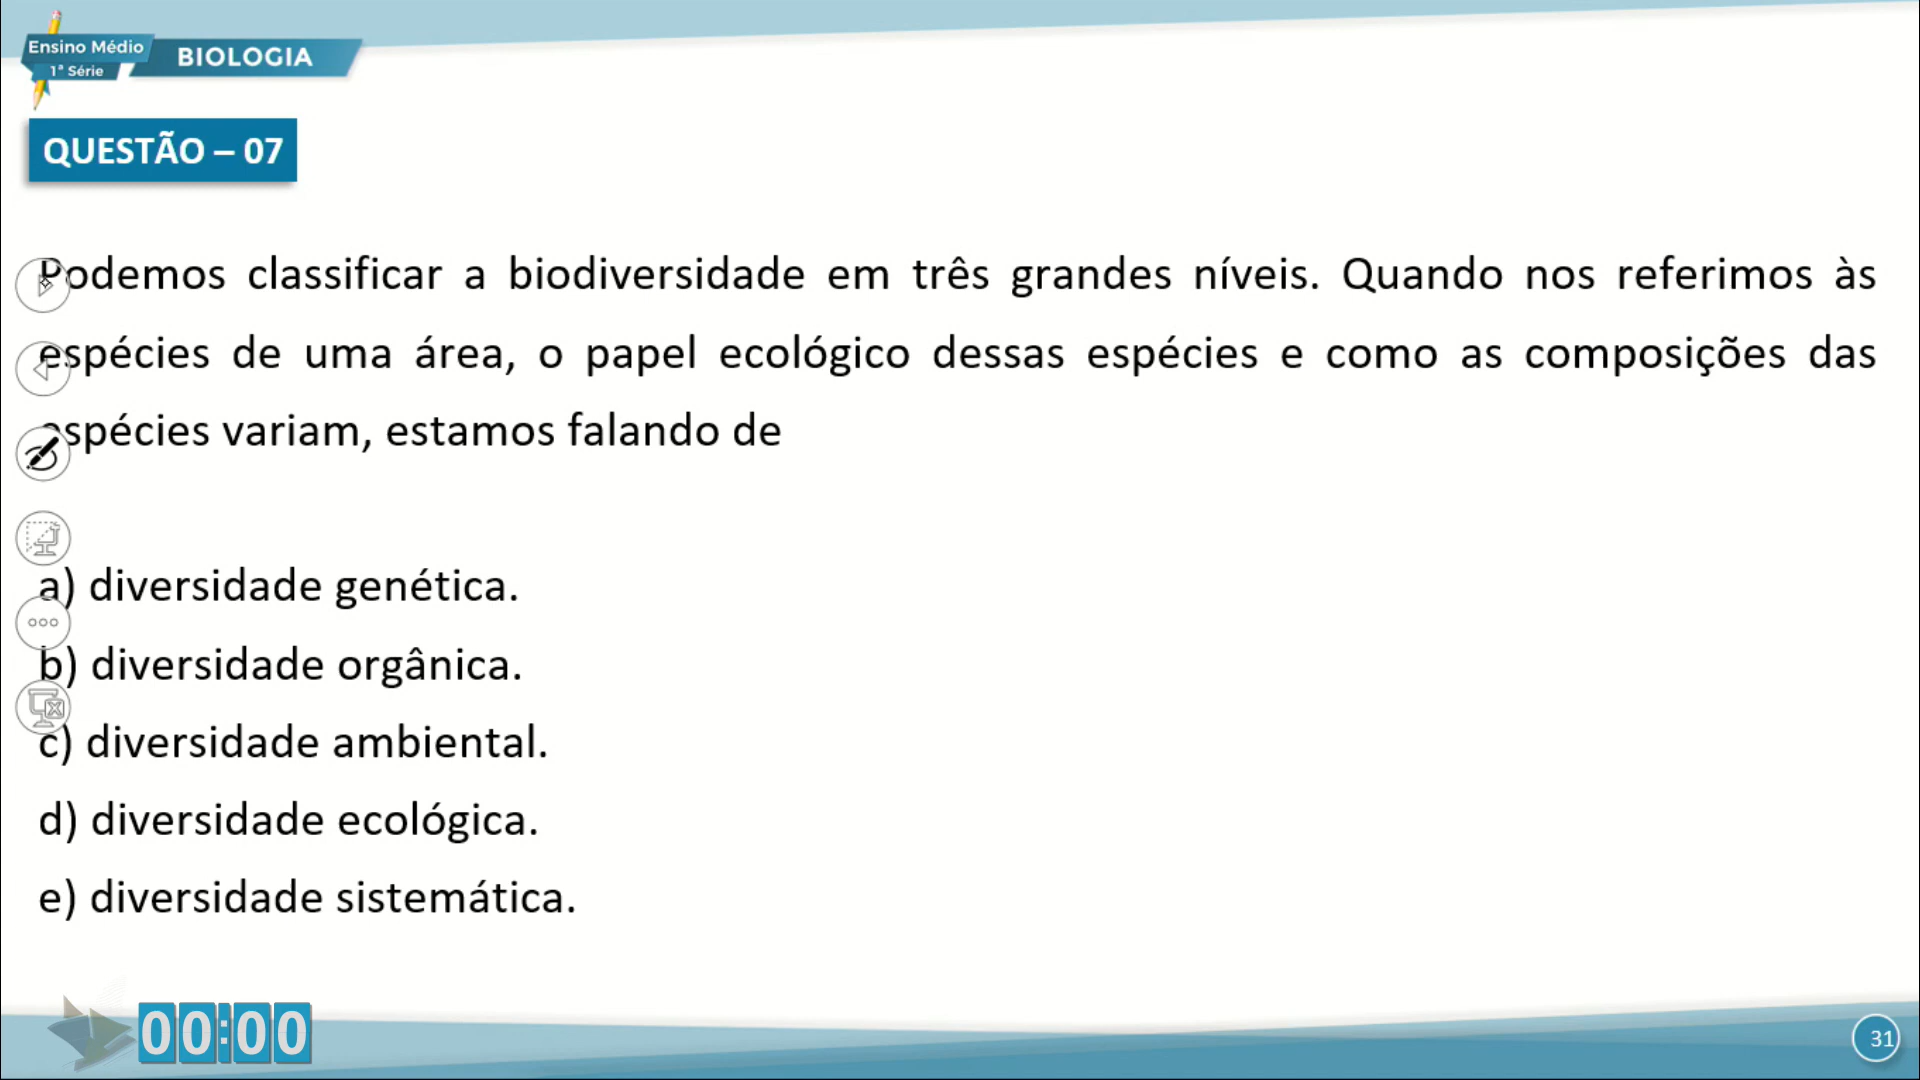 Ensino Médio
1ª Série
BIOLOGIA
QUESTÃO – 07
Podemos classificar a biodiversidade em três grandes níveis. Quando nos referimos às
espécies de uma área, o papel ecológico dessas espécies e como as composições das
espécies variam, estamos falando de
a) diversidade genética.
b) diversidade orgânica.
c) diversidade ambiental.
d) diversidade ecológica.
e) diversidade sistemática.
00:00
31